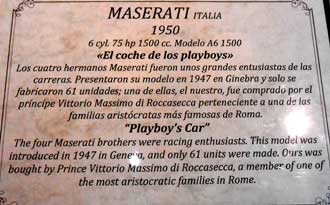 MASERATI ITALIA
1950
6 cyl. 75 hp 1500 cc. Modelo A6 1500
«El coche de los playboys»
Los cuatro hermanos Maserati fueron unos grandes entusiastas de las
carreras. Presentaron su modelo en 1947 en Ginebra y solo se
fabricaron 61 unidades; una de ellas, el nuestro, fue comprado por el
príncipe Vittorio Massimo di Roccasecca perteneciente a una de las
familias aristócratas más famosas de Roma.
"Playboy's Car"
The four Maserati brothers were racing enthusiasts. This model was
introduced in 1947 in Geneva, and only 61 units were made. Ours was
bought by Prince Vittorio Massimo di Roccasecca, a member of one of
the most aristocratic families in Rome.